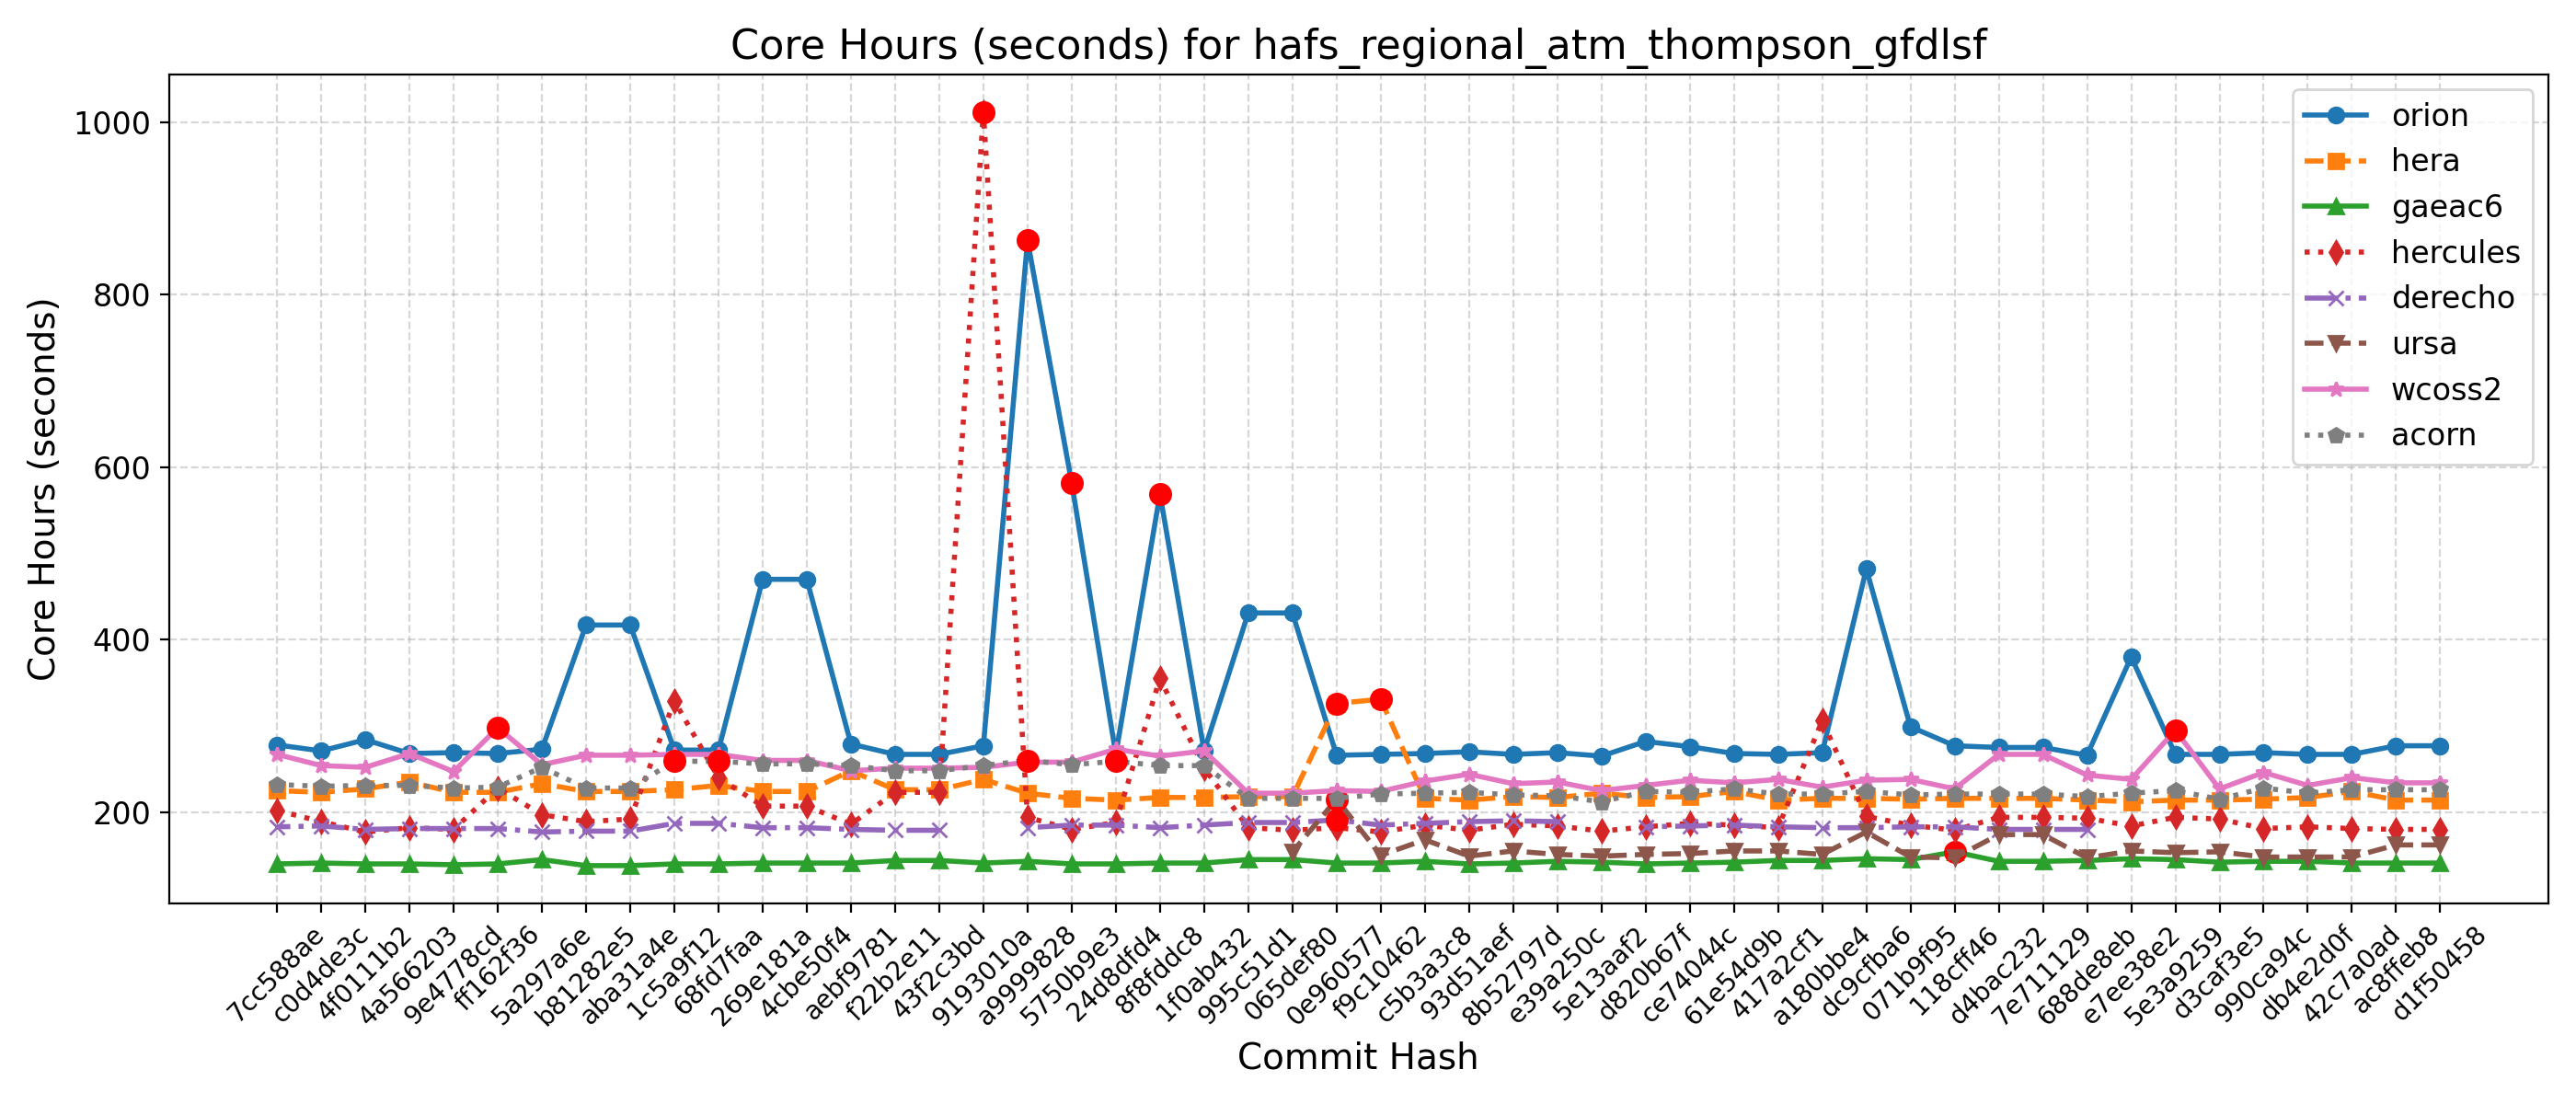 Core Hours (seconds) for hafs_regional_atm_thompson_gfdlsf
Core Hours (seconds)
1000
800
600
400
200
orion
hera
gaeac6
hercules
derecho
ursa
wcoss2
acorn
7cc588ae
c0d4de3c
4f0111b2
4a566203
9e4778cd
ff162f36
5a297a6e
b81282e5
aba31a4e
1c5a9f12
68fd7faa
269e181a
4cbe50f4
aebf9781
f22b2e11
43f2c3bd
9193010a
a9999828
5750b9e3
24d8dfd4
8f8fddc8
1f0ab432
995c51d1
065def80
0e960577
f9c10462
c5b3a3c8
93d51aef
8b52797d
e39a250c
5e13aaf2
d820b67f
ce74044c
61e54d9b
417a2cf1
a180bbe4
dc9cfba6
071b9f95
118cff46
d4bac232
7e711129
688de8eb
e7ee38e2
5e3a9259
d3caf3e5
990ca94c
db4e2d0f
42c7a0ad
ac8ffeb8
d1f50458
Commit Hash